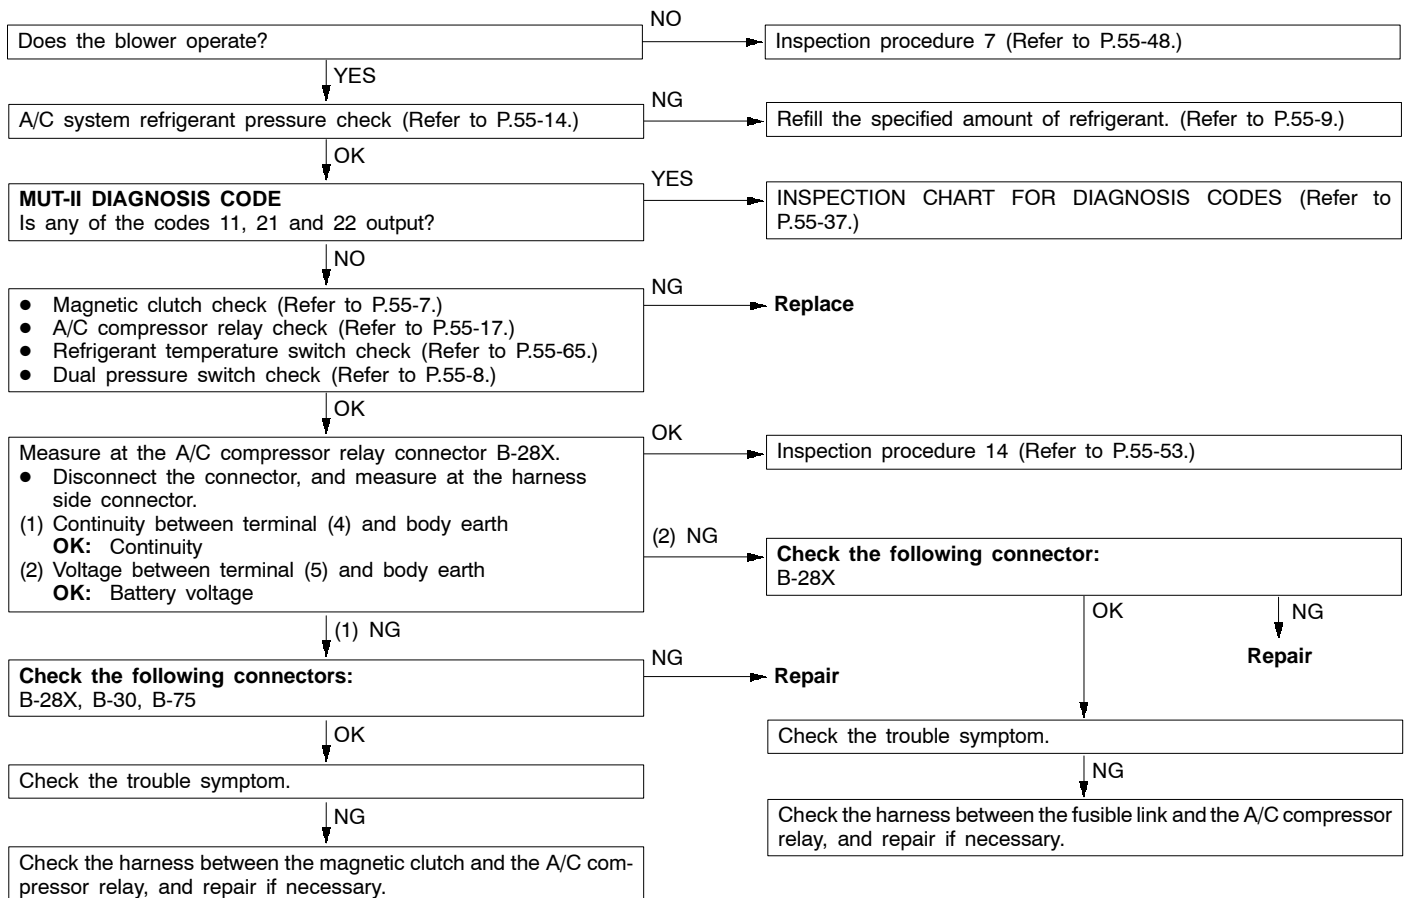 Does the blower operate?
NO
Inspection procedure 7 (Refer to P.55-48.)
YES
A/C system refrigerant pressure check (Refer to P.55-14.)
NG
Refill the specified amount of refrigerant. (Refer to P.55-9.)
OK
MUT-II DIAGNOSIS CODE
Is any of the codes 11, 21 and 22 output?
YES
INSPECTION CHART FOR DIAGNOSIS CODES (Refer to
P.55-37.)
NO
● Magnetic clutch check (Refer to P.55-7.)
● A/C compressor relay check (Refer to P.55-17.)
● Refrigerant temperature switch check (Refer to P.55-65.)
● Dual pressure switch check (Refer to P.55-8.)
NG
Replace
OK
Measure at the A/C compressor relay connector B-28X.
● Disconnect the connector, and measure at the harness
side connector.
(1) Continuity between terminal (4) and body earth
OK: Continuity
(2) Voltage between terminal (5) and body earth
OK: Battery voltage
OK
Inspection procedure 14 (Refer to P.55-53.)
(2) NG
Check the following connector:
B-28X
OK
NG
Repair
(1) NG
Check the following connectors:
B-28X, B-30, B-75
NG
Repair
OK
Check the trouble symptom.
Check the trouble symptom.
NG
NG
Check the harness between the fusible link and the A/C compressor
relay, and repair if necessary.
Check the harness between the magnetic clutch and the A/C com-
pressor relay, and repair if necessary.